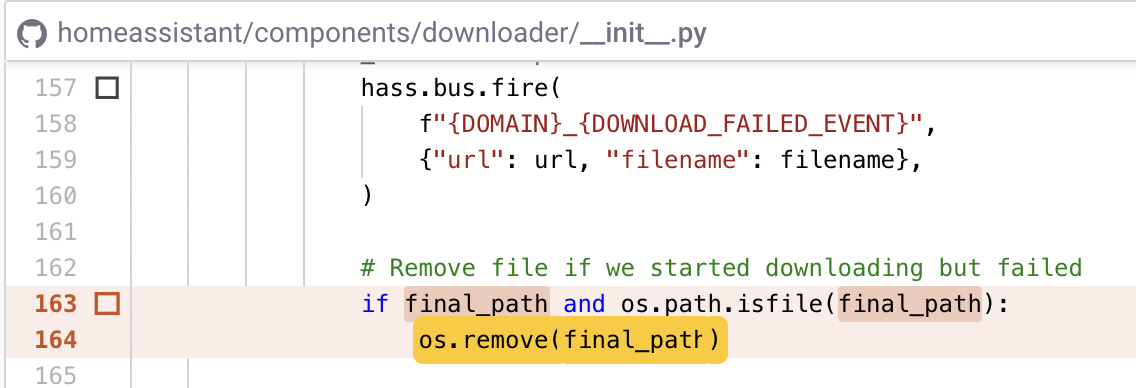 homeassistant/components/downloader/__init__.py
157 hass.bus.fire(
158 f"{DOMAIN}_{DOWNLOAD_FAILED_EVENT}",
159 {"url": url, "filename": filename},
160 )
161
162 # Remove file if we started downloading but failed
163 if final_path and os.path.isfile(final_path):
164 os.remove(final_path)
165